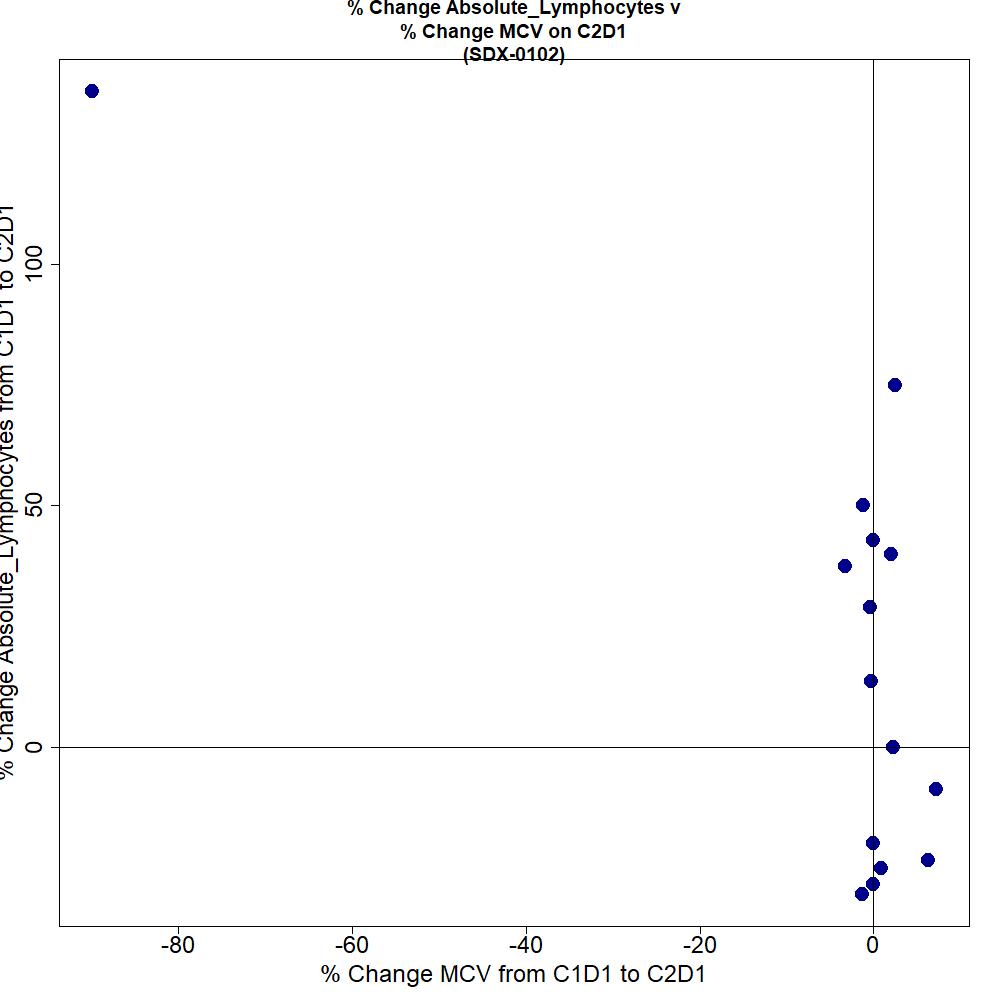 % Change Absolute_Lymphocytes v
% Change MCV on C2D1
(SDX-0102)
% Change Absolute_Lymphocytes from C1D1 to C2D1
100
50
0
-80
-60
-40
-20
0
% Change MCV from C1D1 to C2D1